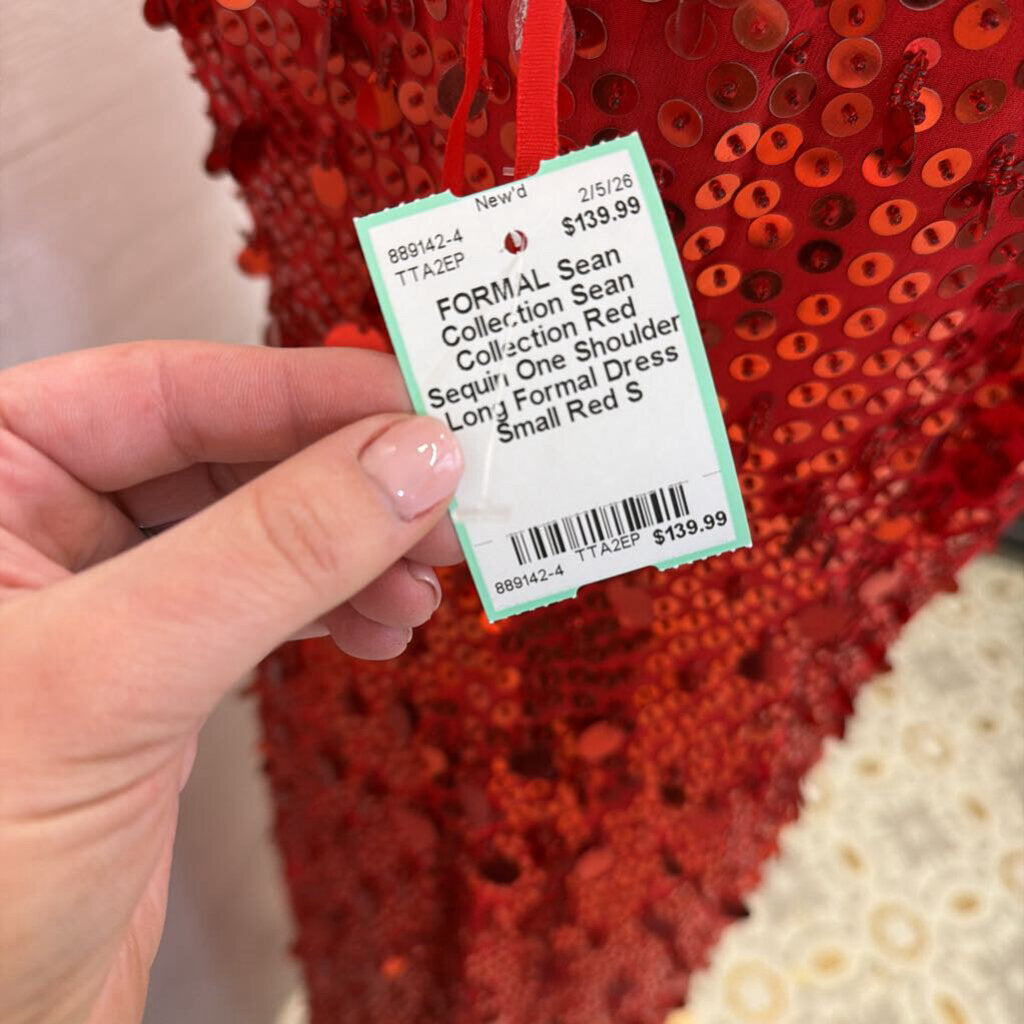 New'd 2/5/26
889142-4 $139.99
TTA2EP
FORMAL Sean
Collection Sean
Collection Red
Sequin One Shoulder
Long Formal Dress
Small Red S
889142-4 TTA2EP $139.99